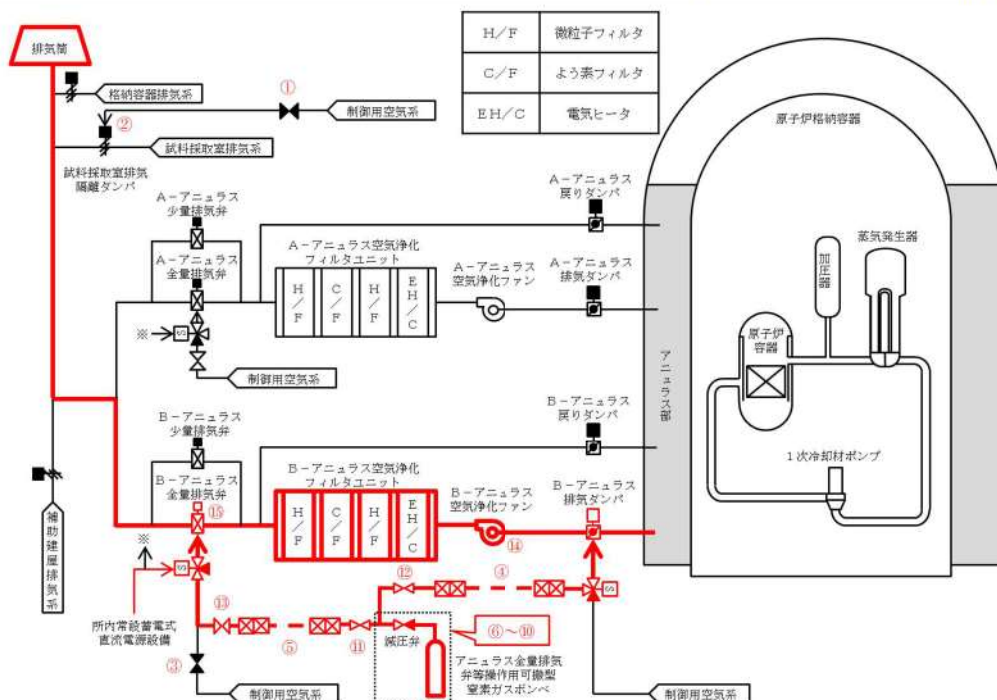 排気筒
H/F 微粒子フィルタ
C/F よう素フィルタ
EH/C 電気ヒータ
格納容器排気系
①
制御用空気系
②
試料採取室排気系
試料採取室排気
隔離ダンパ
原子炉格納容器
A-アニュラス
少量排気弁
A-アニュラス
戻りダンパ
A-アニュラス
全量排気弁
A-アニュラス空気浄化
フィルタユニット
A-アニュラス
空気浄化ファン
A-アニュラス
排気ダンパ
H/F
C/F
H/F
EH/C
※
S
制御用空気系
蒸気発生器
加圧器
原子炉
容器
アニュラス部
1次冷却材ポンプ
B-アニュラス
少量排気弁
B-アニュラス
戻りダンパ
B-アニュラス
全量排気弁
B-アニュラス空気浄化
フィルタユニット
B-アニュラス
空気浄化ファン
B-アニュラス
排気ダンパ
⑮
H/F
C/F
H/F
EH/C
⑭
補助建屋排気系
※
S
⑫
④
S
所内常設蓄電式
直流電源設備
⑬
⑤
⑪
減圧弁
⑥~⑩
③
アニュラス全量排気
弁等操作用可搬型
窒素ガスボンベ
制御用空気系
制御用空気系